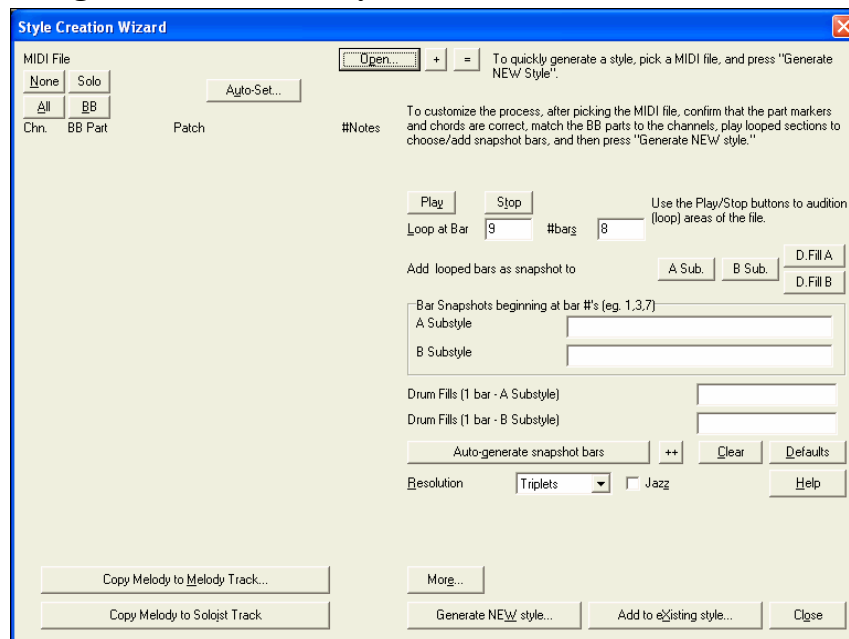 Style Creation Wizard
MIDI File
Open...
+
=
To quickly generate a style, pick a MIDI file, and press "Generate
NEW Style".
None
Solo
Auto-Set...
All
BB
Chn.
BB Part
Patch
#Notes
To customize the process, after picking the MIDI file, confirm that the part markers
and chords are correct, match the BB parts to the channels, play looped sections to
choose/add snapshot bars, and then press "Generate NEW style."
Play
Stop
Use the Play/Stop buttons to audition
(loop) areas of the file.
Loop at Bar
9
#bars
8
Add looped bars as snapshot to
A Sub.
B Sub.
D.Fill A
D.Fill B
Bar Snapshots beginning at bar #'s (eg. 1,3,7)
A Substyle
B Substyle
Drum Fills (1 bar - A Substyle)
Drum Fills (1 bar - B Substyle)
Auto-generate snapshot bars
++
Clear
Defaults
Resolution
Triplets
Jazz
Help
Copy Melody to Melody Track...
More...
Copy Melody to Soloist Track
Generate NEW style...
Add to eXisting style...
Close